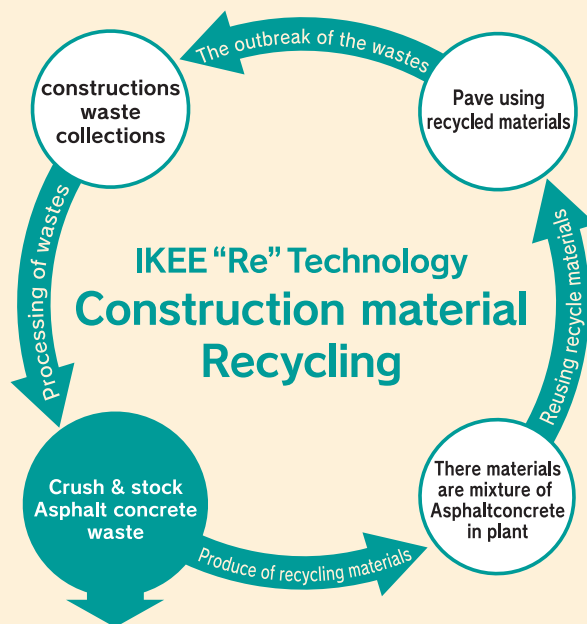 The outbreak of the wastes
constructions
waste
collections
Pave using
recycled materials
Processing of wastes
IKEE “Re” Technology
Construction material
Recycling
Reusing recycle materials
Crush & stock
Asphalt concrete
waste
There materials
are mixture of
Asphaltconcrete
in plant
Produce of recycling materials